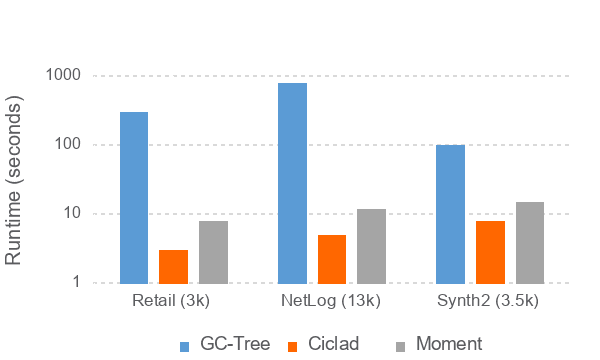 Runtime (seconds)
1000
100
10
1
Retail (3k) NetLog (13k) Synth2 (3.5k)
GC-Tree Ciclad Moment